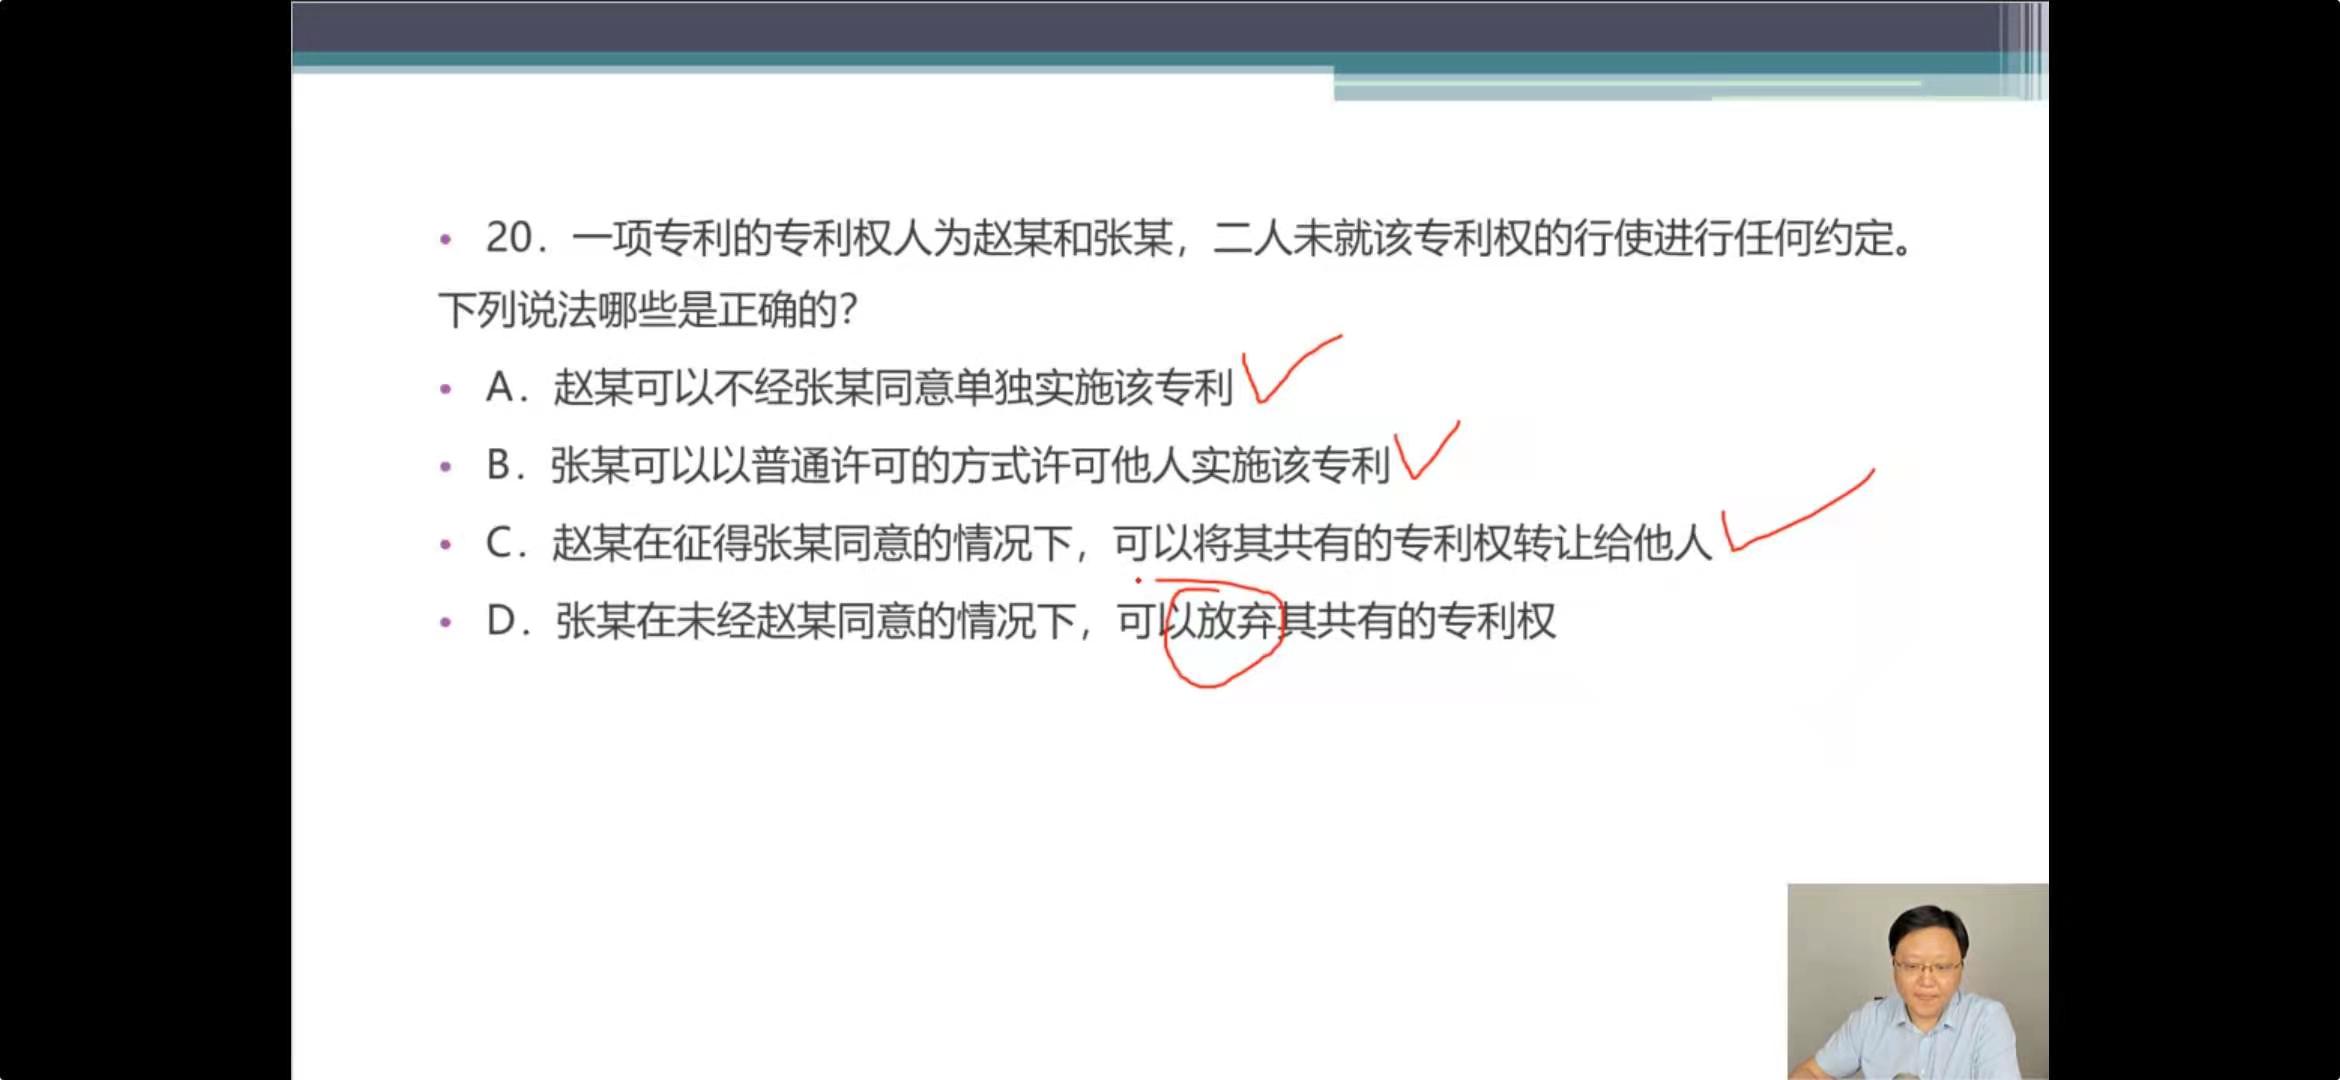 20．一项专利的专利权人为赵某和张某，二人未就该专利权的行使进行任何约定。
下列说法哪些是正确的？
A．赵某可以不经张某同意单独实施该专利
B．张某可以以普通许可的方式许可他人实施该专利
C．赵某在征得张某同意的情况下，可以将其共有的专利权转让给他人
D．张某在未经赵某同意的情况下，可以放弃其共有的专利权